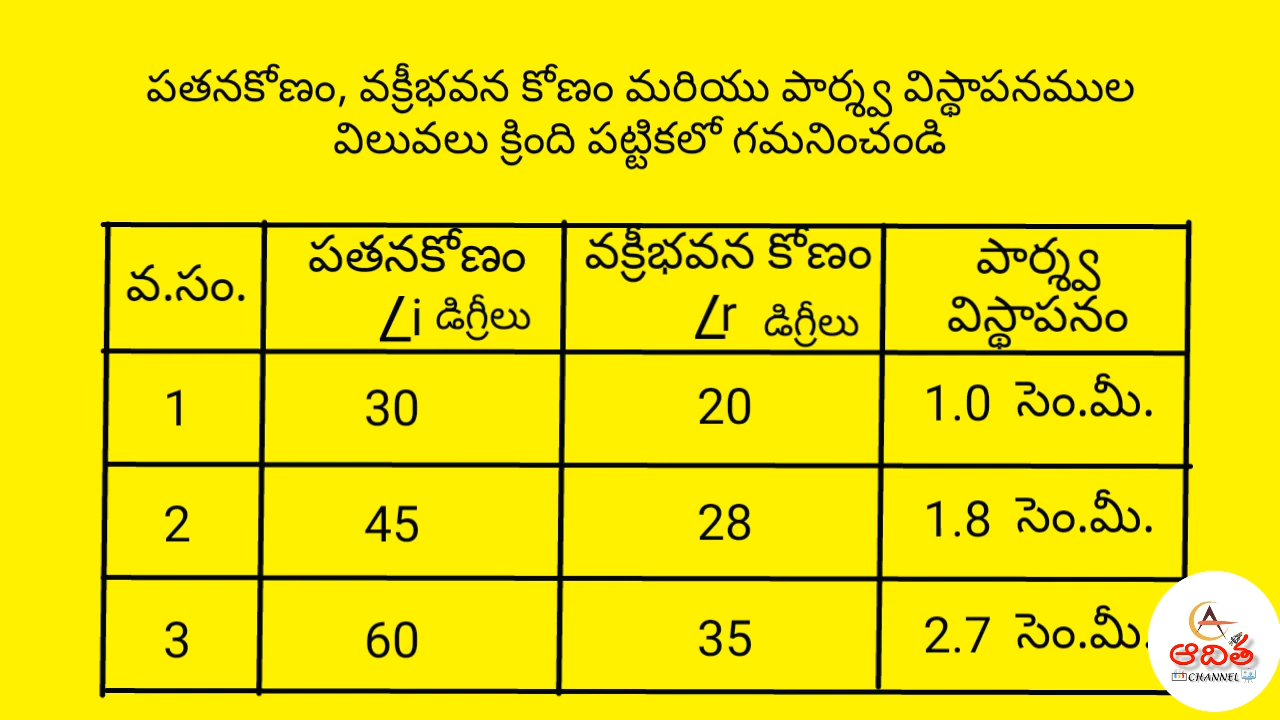 పతనకోణం, వక్రీభవన కోణం మరియు పార్శ్వ విస్థాపనముల
విలువలు క్రింది పట్టికలో గమనించండి
వ.సం. పతనకోణం ∠i డిగ్రీలు వక్రీభవన కోణం ∠r డిగ్రీలు పార్శ్వ విస్థాపనం
1 30 20 1.0 సెం.మీ.
2 45 28 1.8 సెం.మీ.
3 60 35 2.7 సెం.మీ.
ఆదిత్య
CHANNEL